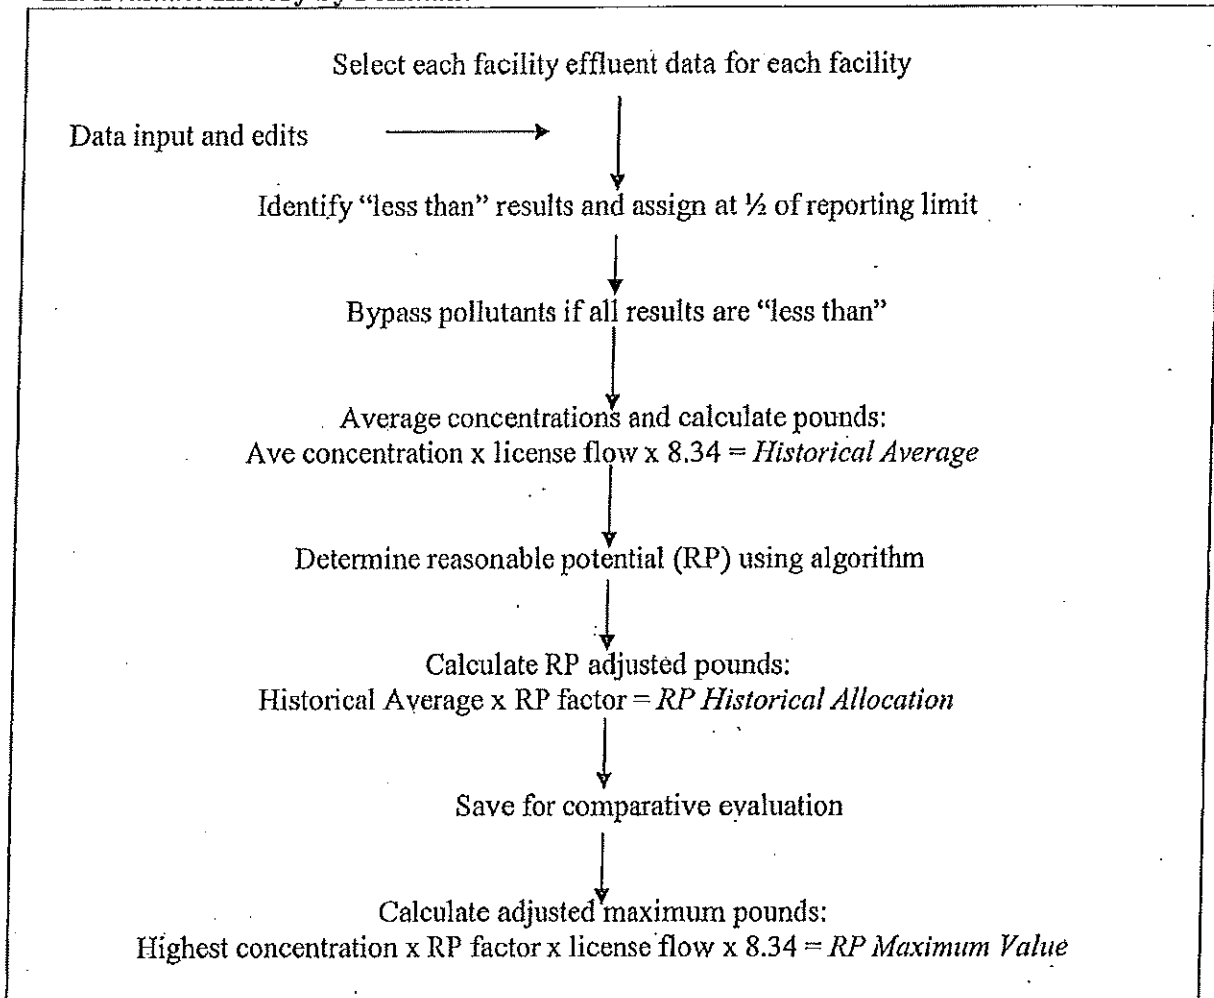 Select each facility effluent data for each facility
Data input and edits
Identify “less than” results and assign at ½ of reporting limit
Bypass pollutants if all results are “less than”
Average concentrations and calculate pounds:
Ave concentration x license flow x 8.34 = Historical Average
Determine reasonable potential (RP) using algorithm
Calculate RP adjusted pounds:
Historical Average x RP factor = RP Historical Allocation
Save for comparative evaluation
Calculate adjusted maximum pounds:
Highest concentration x RP factor x license flow x 8.34 = RP Maximum Value